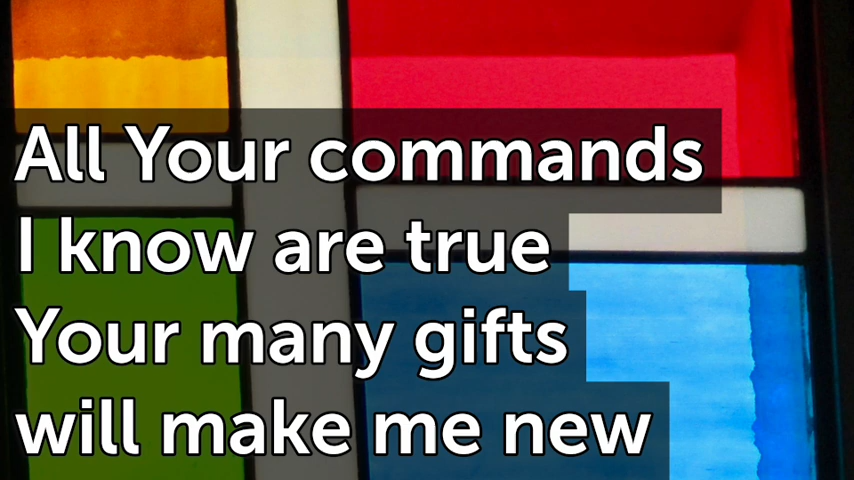 All Your commands
I know are true
Your many gifts
will make me new